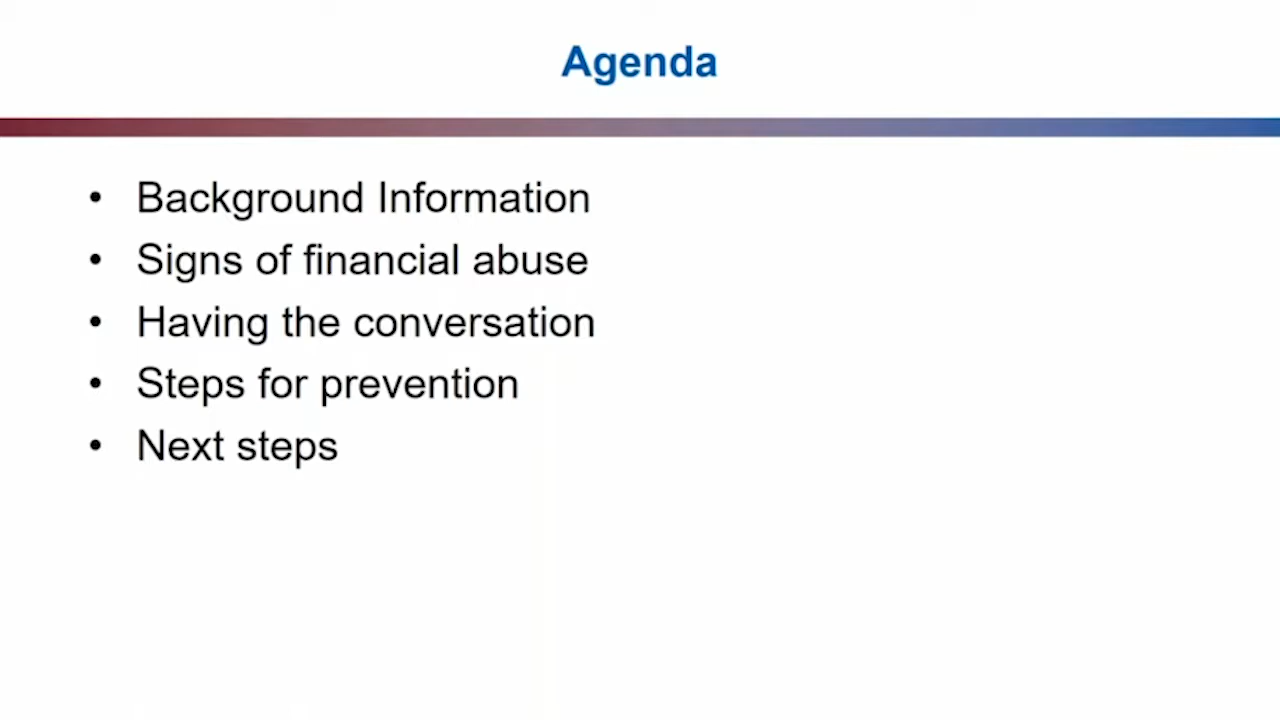 Agenda
• Background Information
• Signs of financial abuse
• Having the conversation
• Steps for prevention
• Next steps